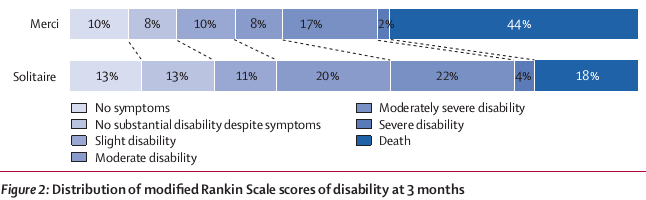 Merci 10% 8% 10% 8% 17% 2% 44%
Solitaire 13% 13% 11% 20% 22% 4% 18%
No symptoms
No substantial disability despite symptoms
Slight disability
Moderate disability
Moderately severe disability
Severe disability
Death
Figure 2: Distribution of modified Rankin Scale scores of disability at 3 months